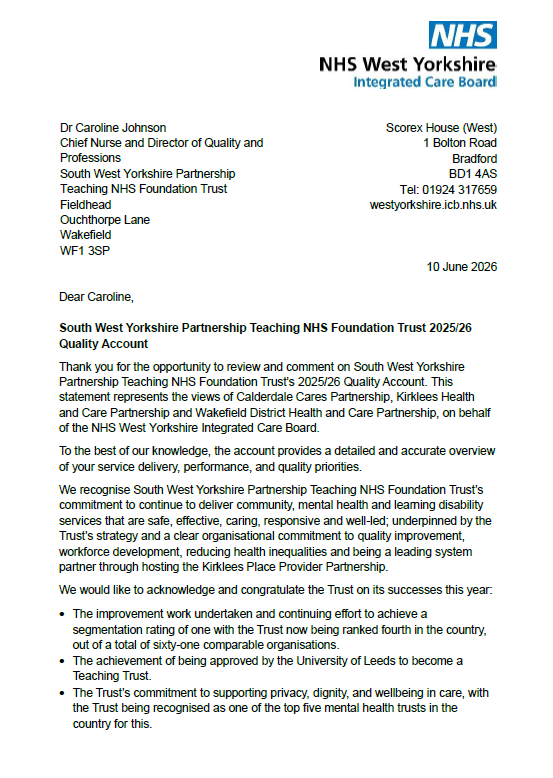 NHS
NHS West Yorkshire
Integrated Care Board
Dr Caroline Johnson
Chief Nurse and Director of Quality and
Professions
South West Yorkshire Partnership
Teaching NHS Foundation Trust
Fieldhead
Ouchthorpe Lane
Wakefield
WF1 3SP
Scorex House (West)
1 Bolton Road
Bradford
BD1 4AS
Tel: 01924 317659
westyorkshire.icb.nhs.uk
10 June 2026
Dear Caroline,
South West Yorkshire Partnership Teaching NHS Foundation Trust 2025/26
Quality Account
Thank you for the opportunity to review and comment on South West Yorkshire
Partnership Teaching NHS Foundation Trust's 2025/26 Quality Account. This
statement represents the views of Calderdale Cares Partnership, Kirklees Health
and Care Partnership and Wakefield District Health and Care Partnership, on behalf
of the NHS West Yorkshire Integrated Care Board.
To the best of our knowledge, the account provides a detailed and accurate overview
of your service delivery, performance, and quality priorities.
We recognise South West Yorkshire Partnership Teaching NHS Foundation Trust's
commitment to continue to deliver community, mental health and learning disability
services that are safe, effective, caring, responsive and well-led; underpinned by the
Trust's strategy and a clear organisational commitment to quality improvement,
workforce development, reducing health inequalities and being a leading system
partner through hosting the Kirklees Place Provider Partnership.
We would like to acknowledge and congratulate the Trust on its successes this year:
• The improvement work undertaken and continuing effort to achieve a
segmentation rating of one with the Trust now being ranked fourth in the country,
out of a total of sixty-one comparable organisations.
• The achievement of being approved by the University of Leeds to become a
Teaching Trust.
• The Trust's commitment to supporting privacy, dignity, and wellbeing in care, with
the Trust being recognised as one of the top five mental health trusts in the
country for this.